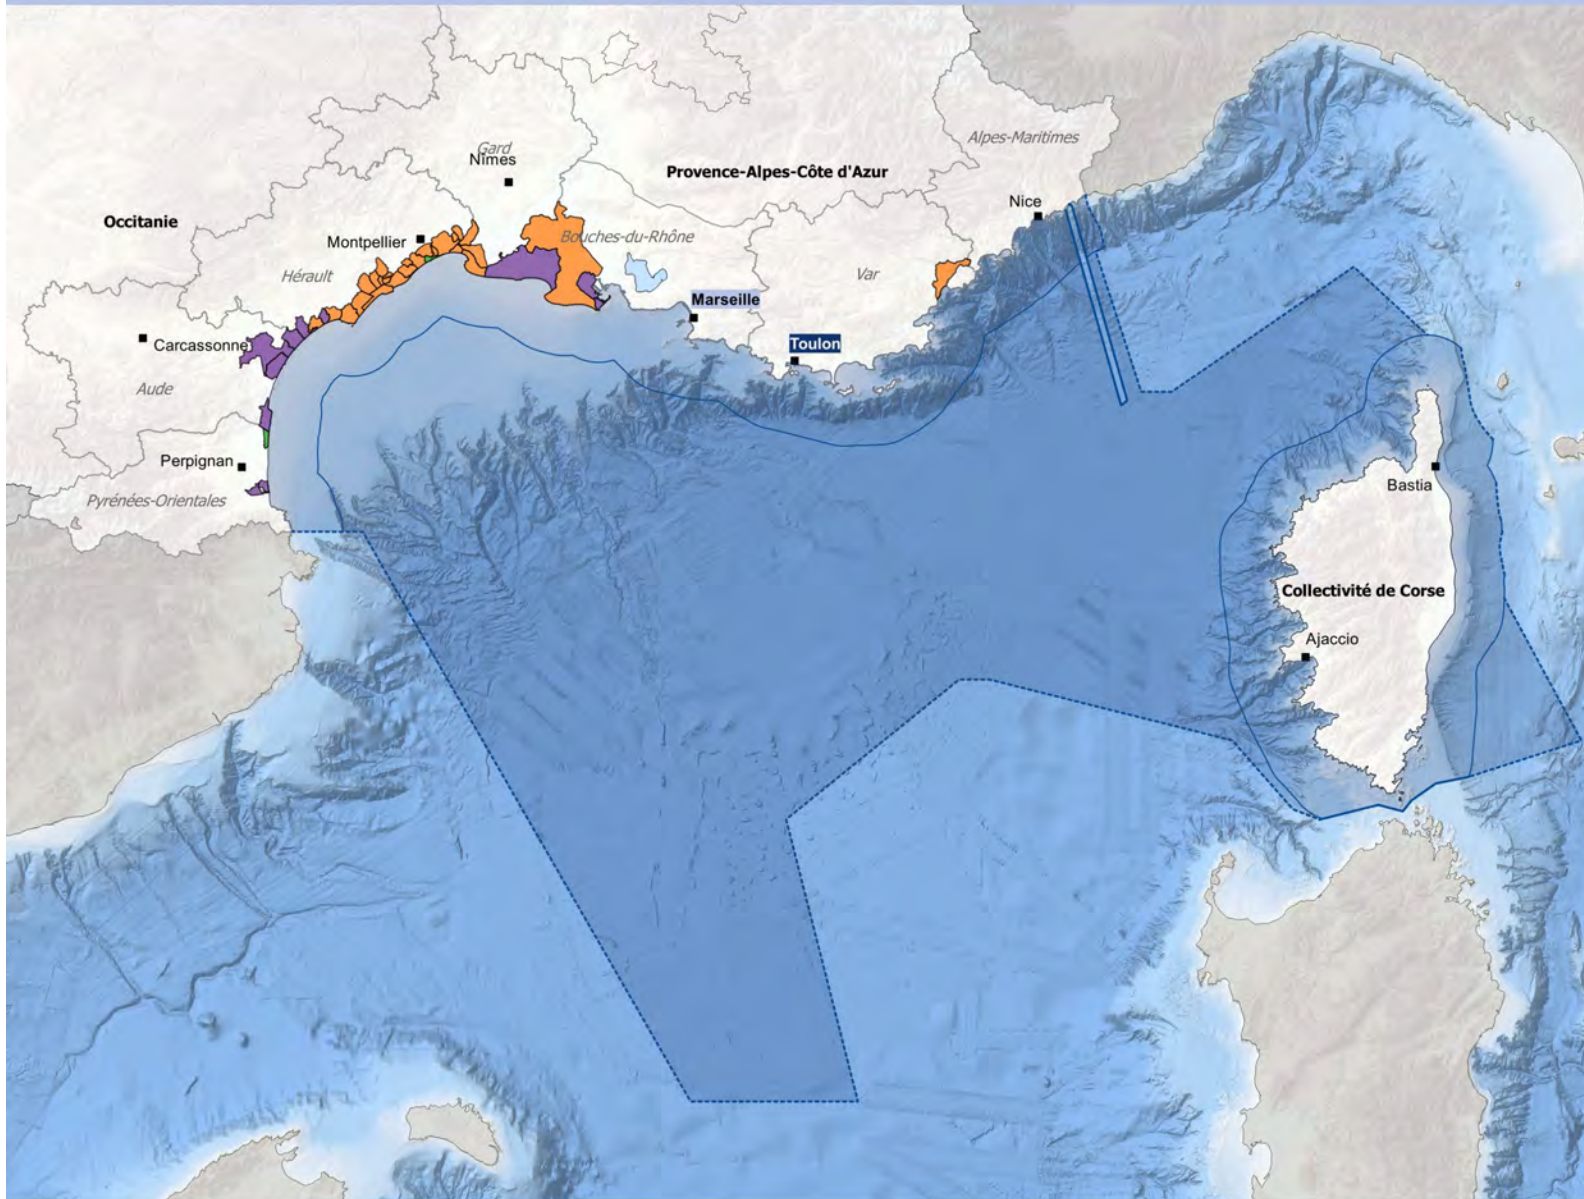 Alpes-Maritimes
Gard
Nîmes
Provence-Alpes-Côte d'Azur
Nice
Occitanie
Montpellier
Bouches-du-Rhône
Hérault
Var
Marseille
Carcassonne
Toulon
Aude
Perpignan
Bastia
Pyrénées-Orientales
Collectivité de Corse
Ajaccio